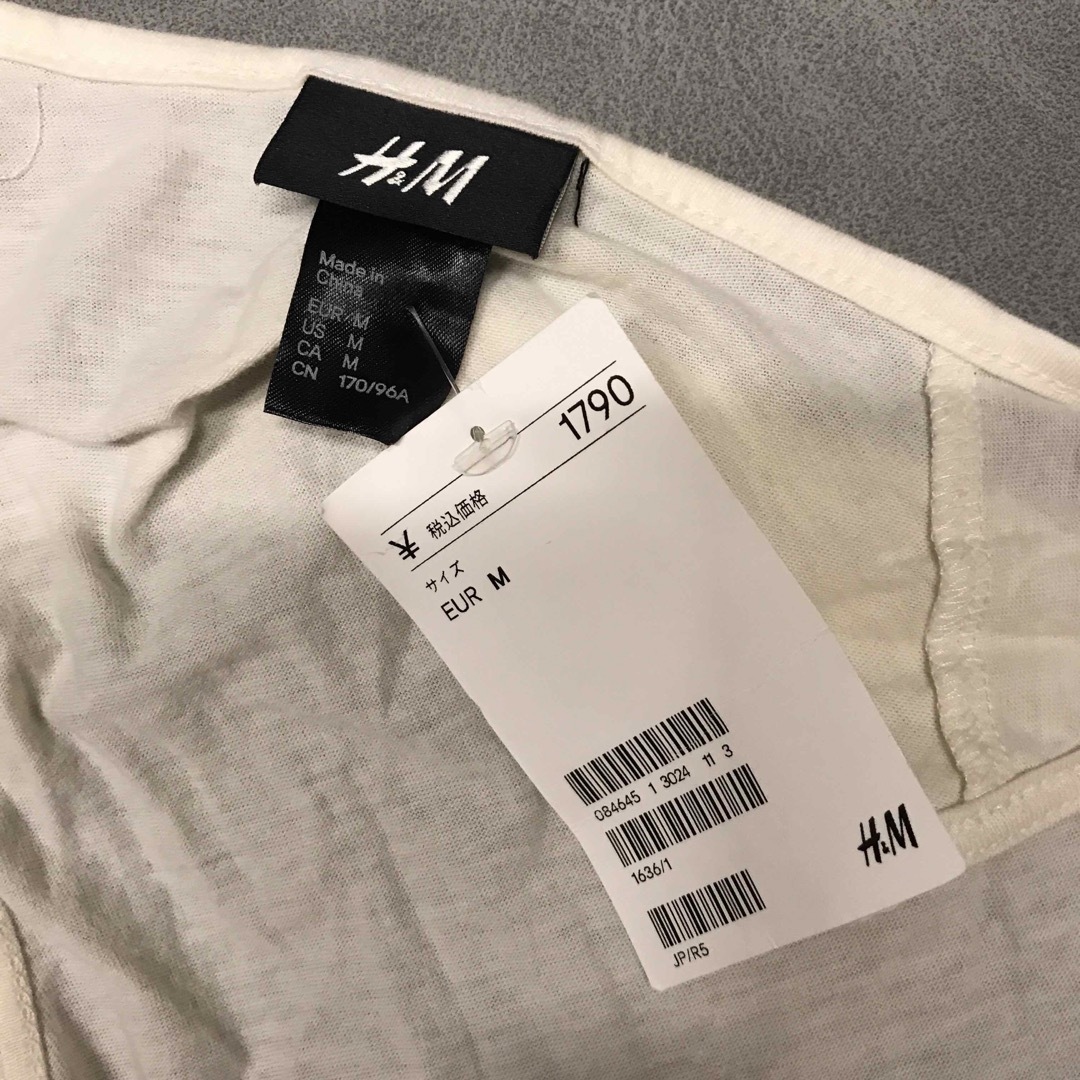 H&M
Made in
China
EUR M
US M
CA M
CN 170/96A
1790
¥ 税込価格
サイズ
EUR M
084645 1 3024 11 3
1636/1
JP/R5
H&M